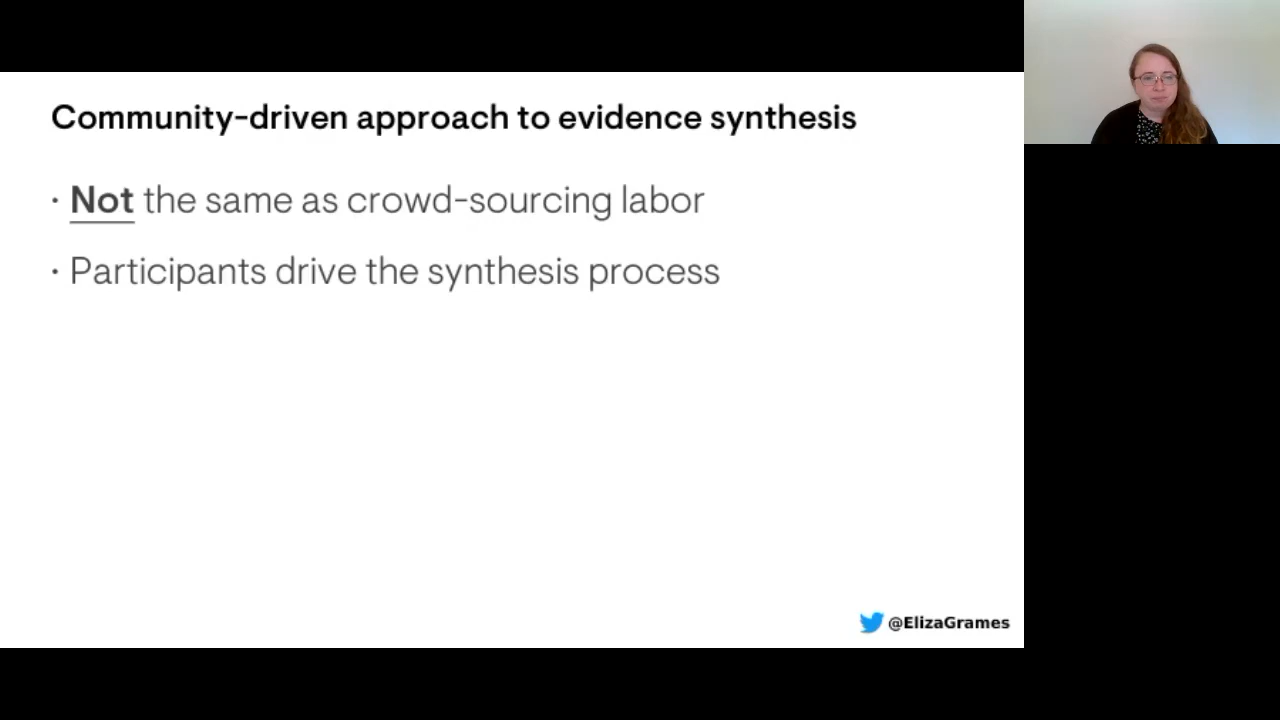 Community-driven approach to evidence synthesis
· Not the same as crowd-sourcing labor
· Participants drive the synthesis process
@ElizaGrames